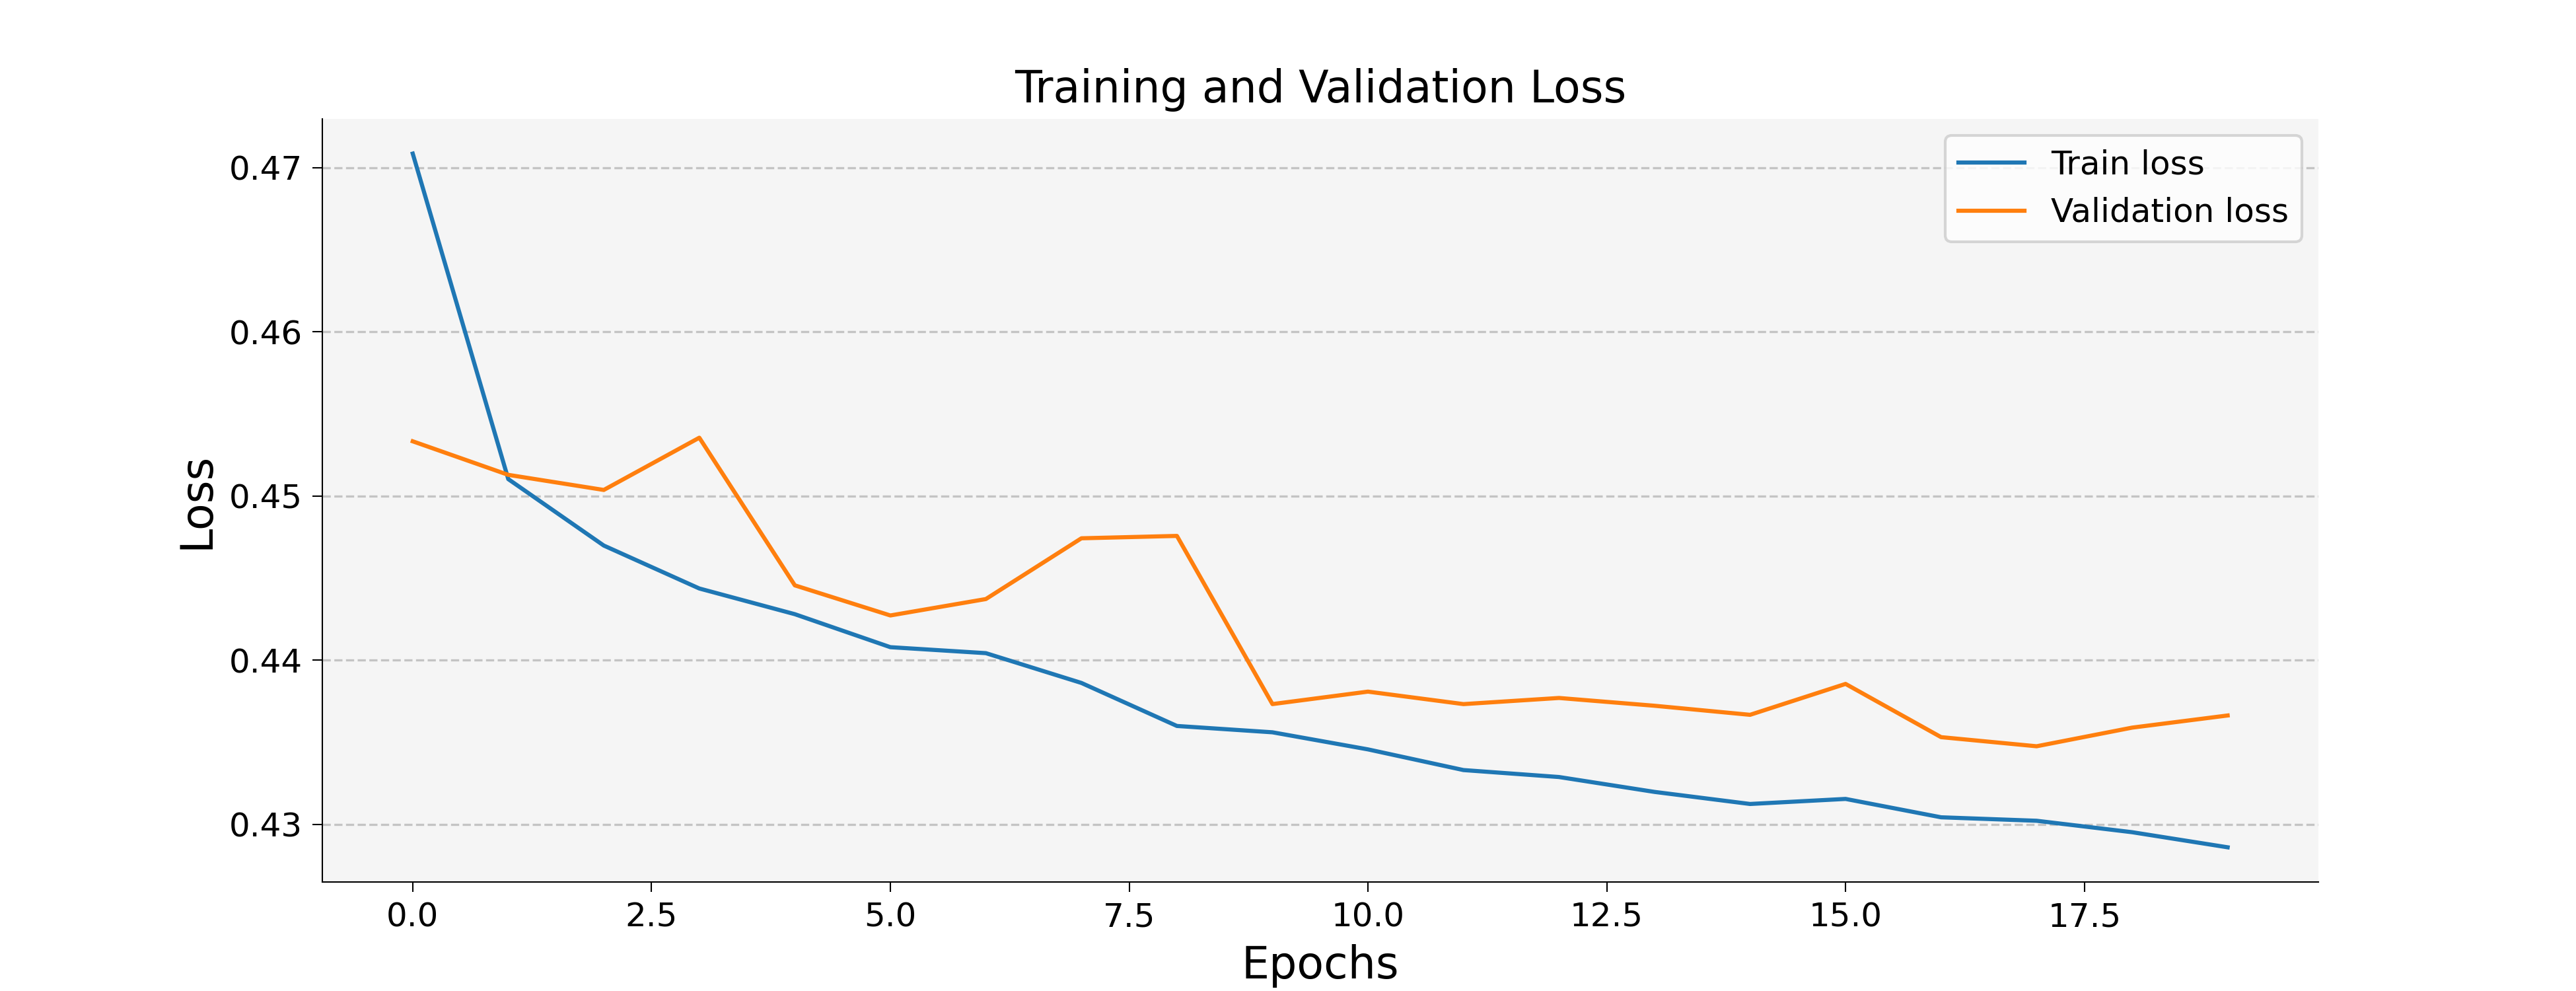 Training and Validation Loss
Train loss
Validation loss
0.47
0.46
0.45
0.44
0.43
Loss
0.0 2.5 5.0 7.5 10.0 12.5 15.0 17.5
Epochs